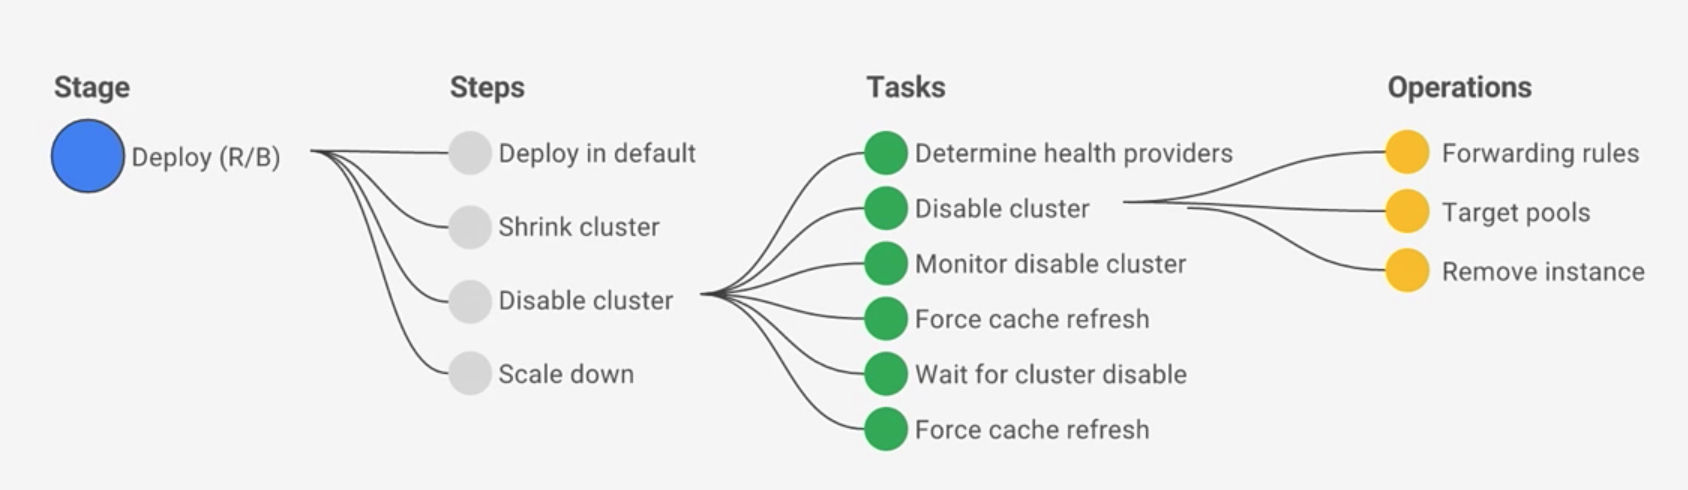 Stage
Deploy (R/B)
Steps
Deploy in default
Shrink cluster
Disable cluster
Scale down
Tasks
Determine health providers
Disable cluster
Monitor disable cluster
Force cache refresh
Wait for cluster disable
Force cache refresh
Operations
Forwarding rules
Target pools
Remove instance